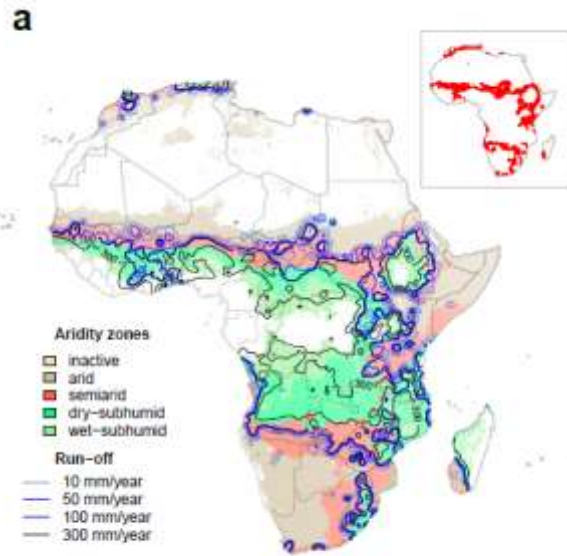 a
Aridity zones
inactive
arid
semiarid
dry-subhumid
wet-subhumid
Run-off
10 mm/year
50 mm/year
100 mm/year
300 mm/year